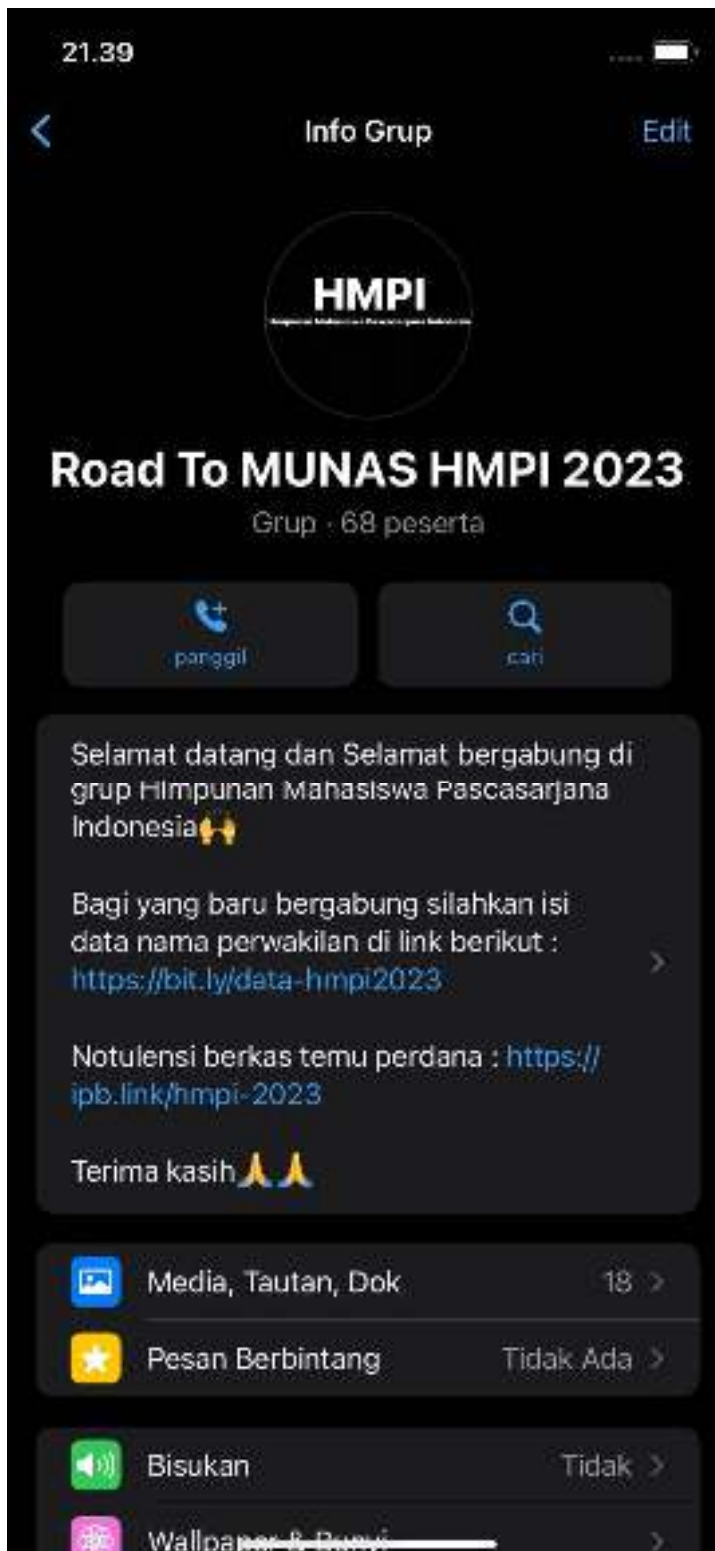 21.39
Info Grup
Edit
HMPI
Road To MUNAS HMPI 2023
Grup · 68 peserta
panggil
cari
Selamat datang dan Selamat bergabung di
grup Himpunan Mahasiswa Pascasarjana
Indonesia🙌
Bagi yang baru bergabung silahkan isi
data nama perwakilan di link berikut :
https://bit.ly/data-hmpi2023
Notulensi berkas temu perdana : https://
ipb.link/hmpi-2023
Terima kasih🙏🙏
Media, Tautan, Dok
18
Pesan Berbintang
Tidak Ada
Bisukan
Tidak
Wallpaper & Bunyi